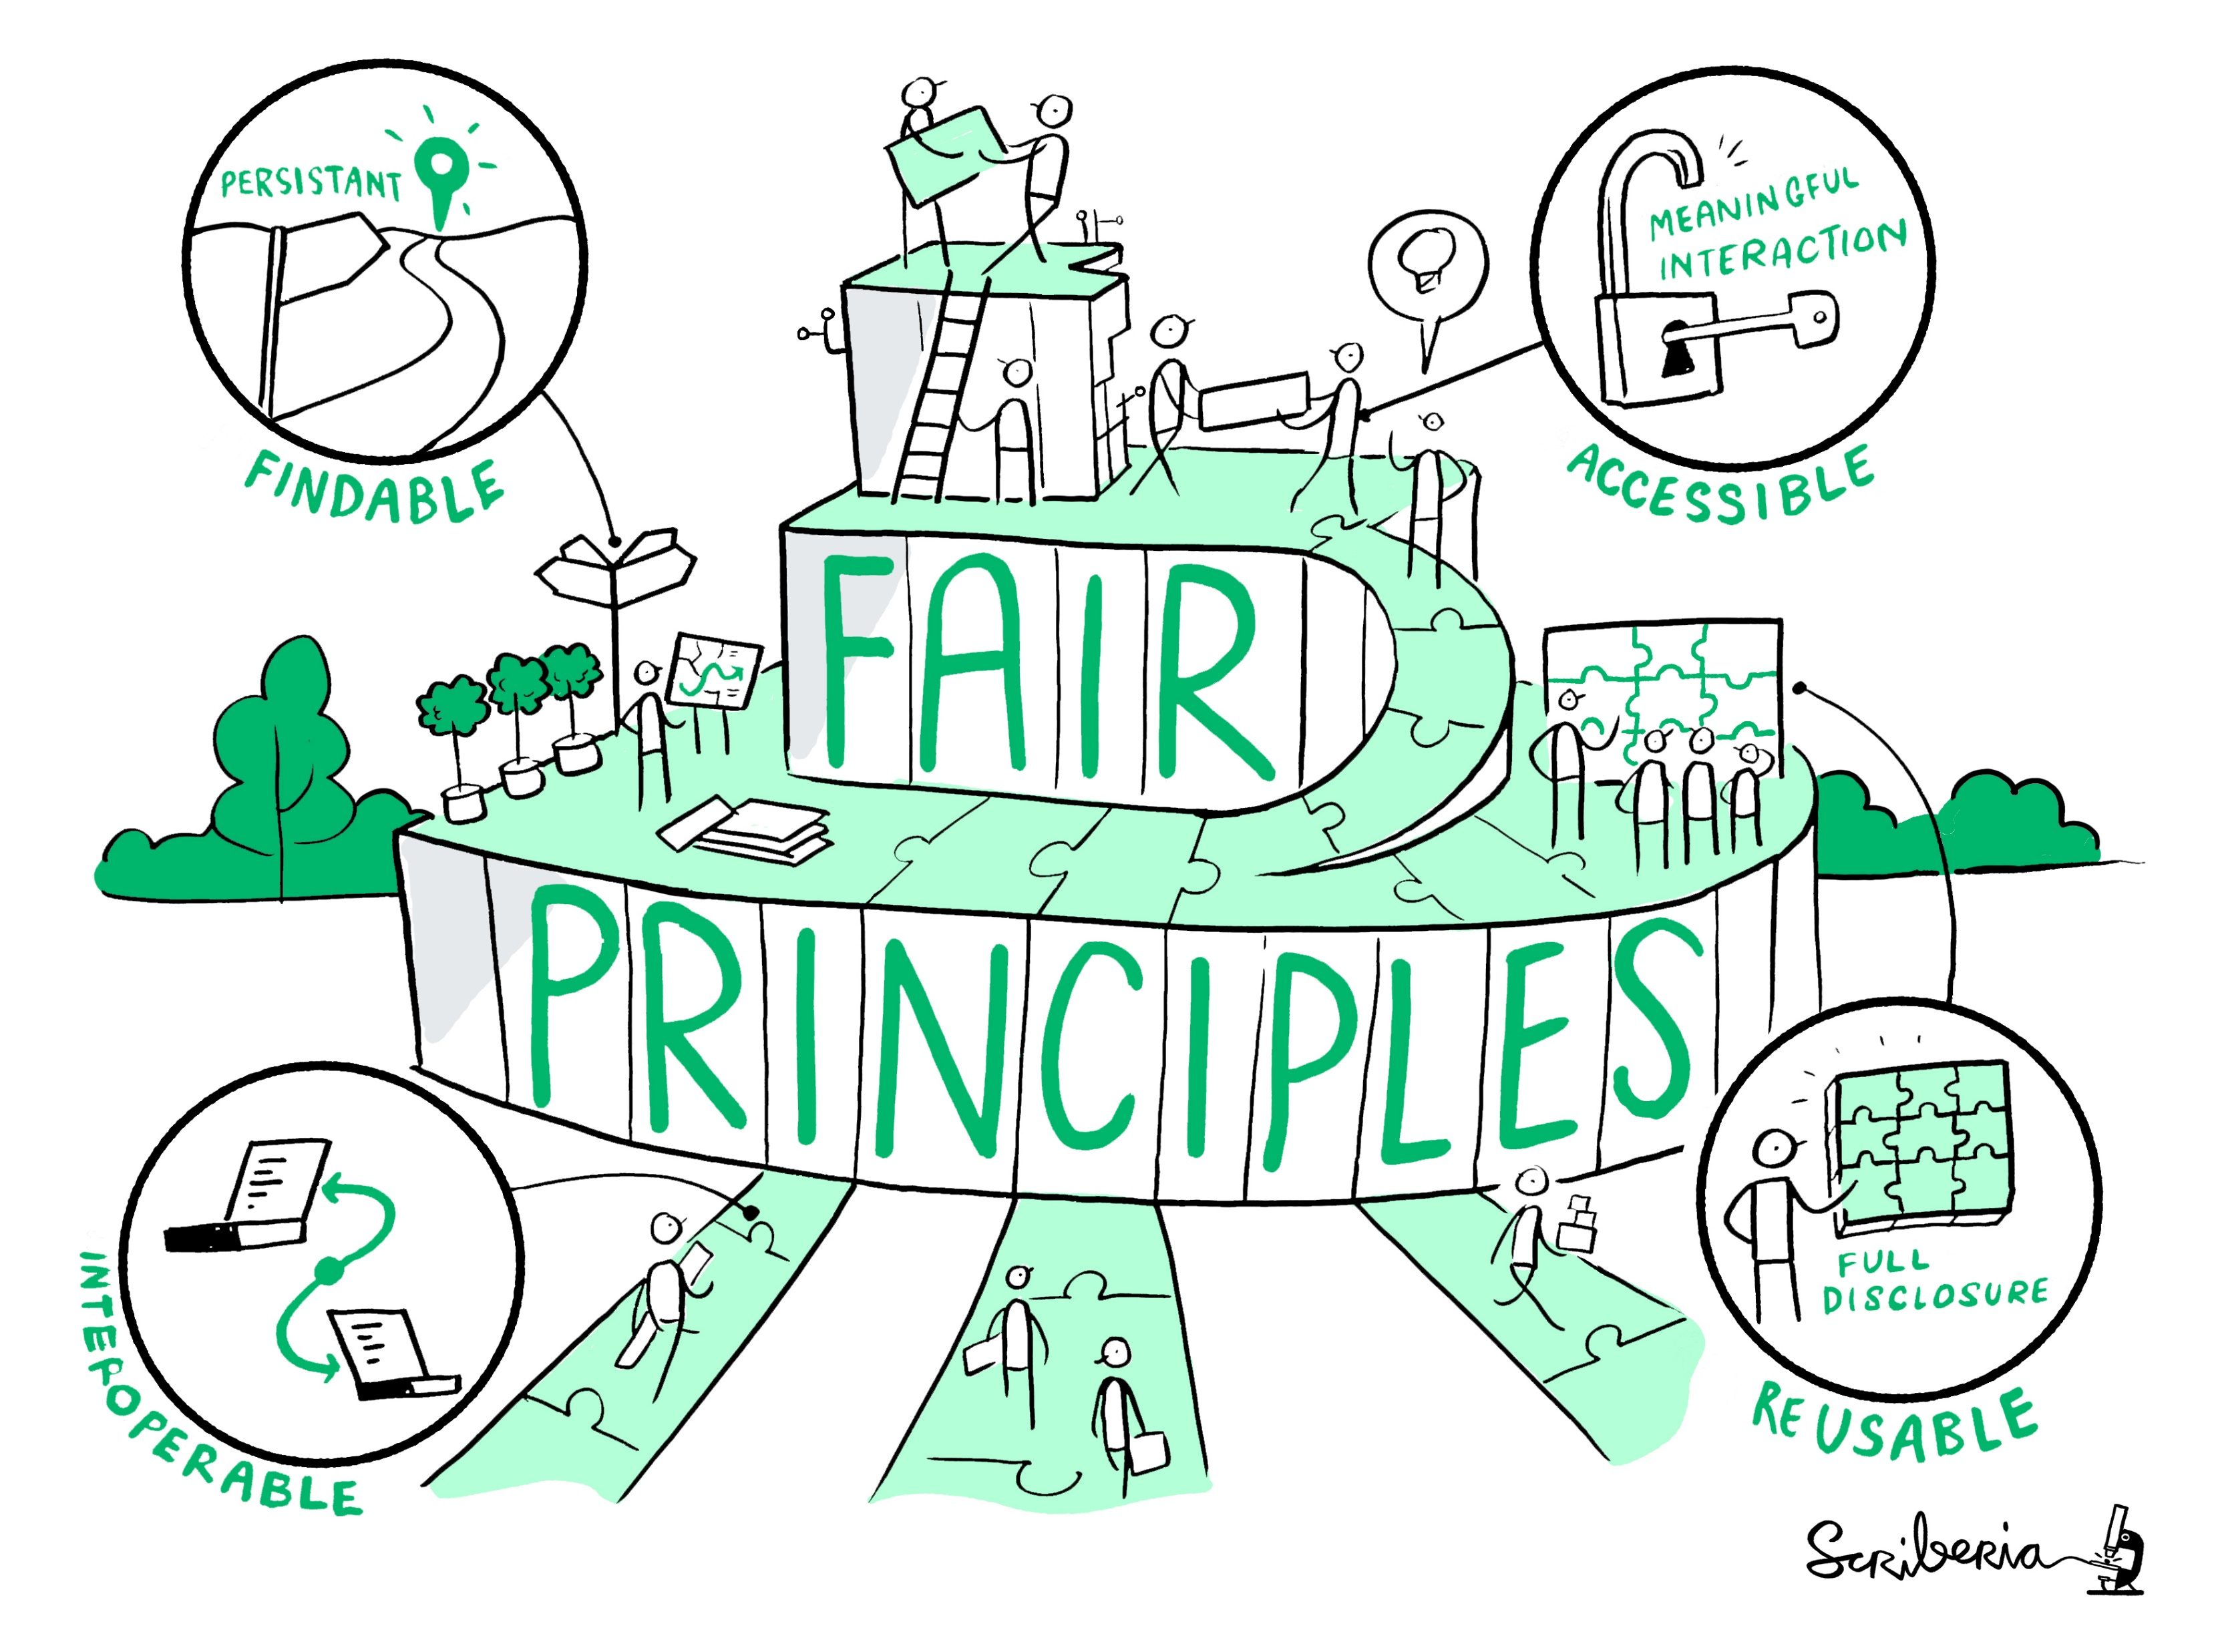 PERSISTANT
FINDABLE
MEANINGFUL
INTERACTION
ACCESSIBLE
FAIR
PRINCIPLES
INTEROPERABLE
FULL
DISCLOSURE
REUSABLE
Scriberia